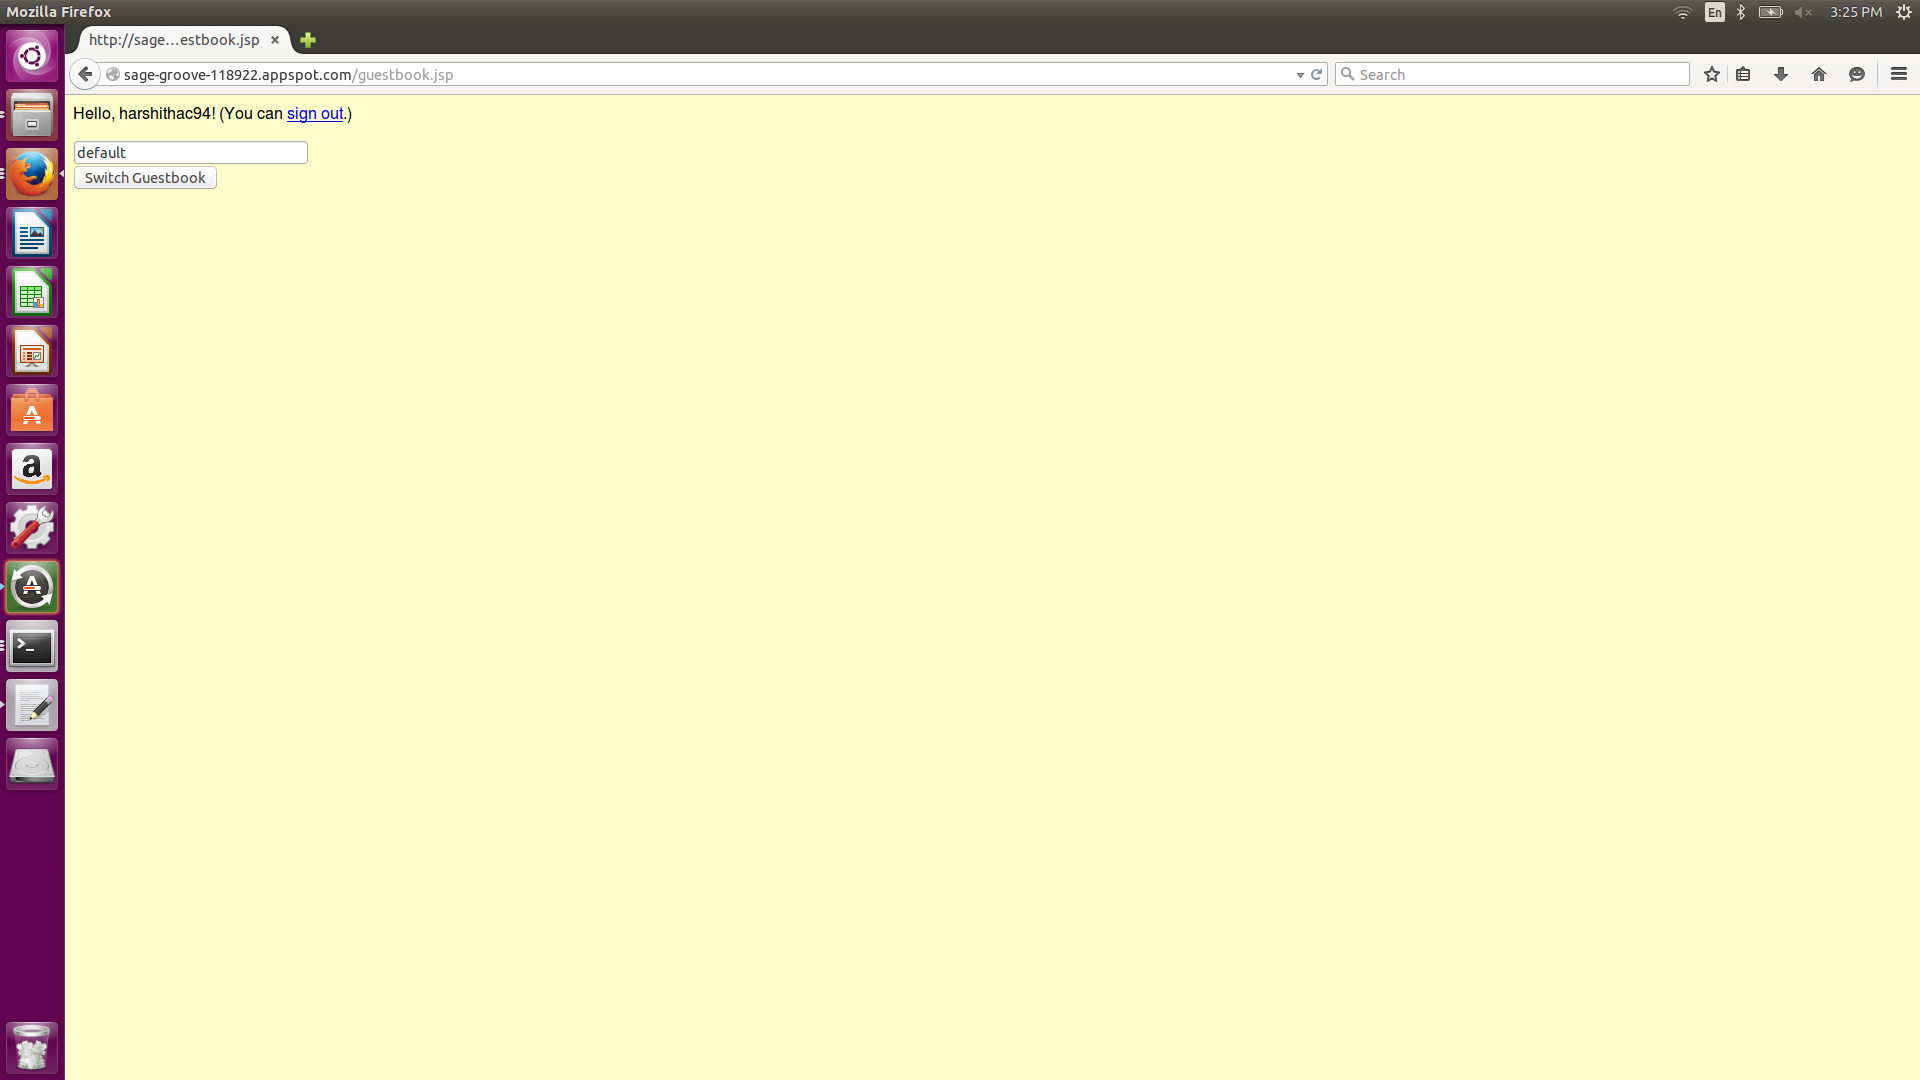 Mozilla Firefox
En
3:25 PM
http://sage...estbook.jsp
sage-groove-118922.appspot.com/guestbook.jsp
Search
Hello, harshithac94! (You can sign out.)
default
Switch Guestbook